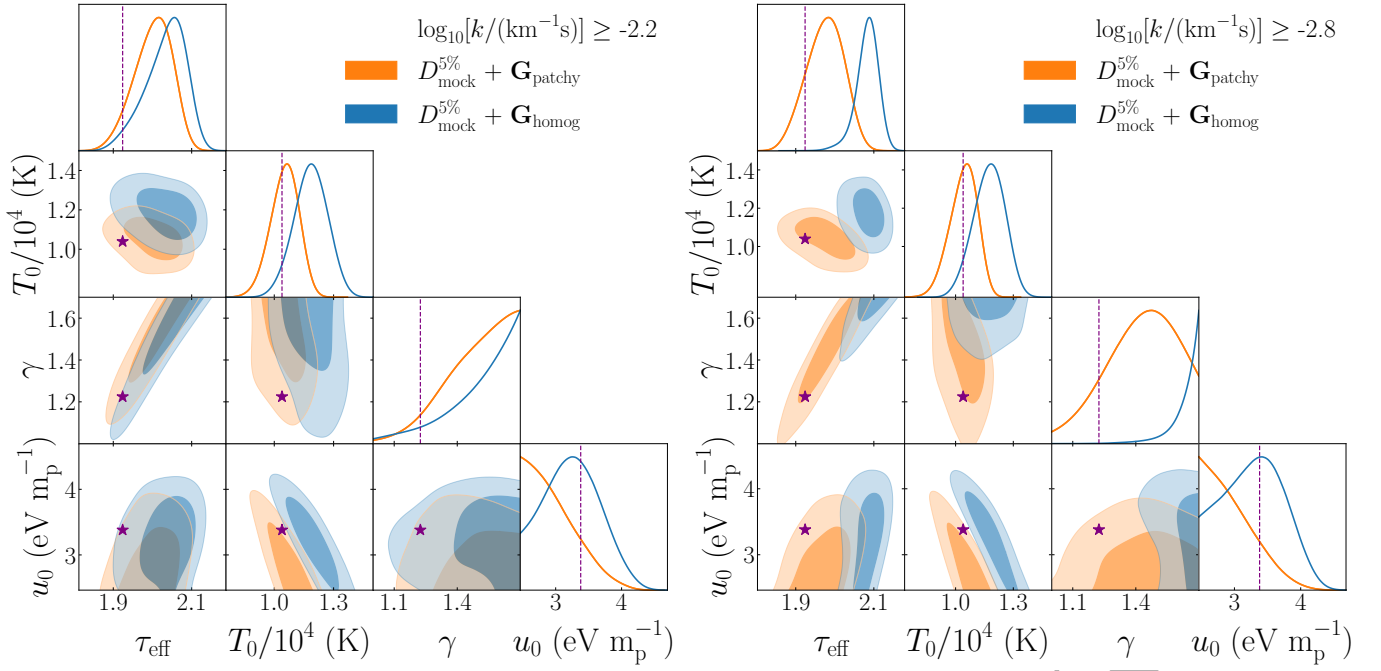 log₁₀[k/(km⁻¹s)] ≥ -2.2
D⁵%mock + Gpatchy
D⁵%mock + Ghomog
T₀/10⁴ (K)
1.4
1.2
1.0
γ
1.6
1.4
1.2
u₀ (eV mₚ⁻¹)
4
3
1.9 2.1 1.0 1.3 1.1 1.4 3 4
τeff T₀/10⁴ (K) γ u₀ (eV mₚ⁻¹)
log₁₀[k/(km⁻¹s)] ≥ -2.8
D⁵%mock + Gpatchy
D⁵%mock + Ghomog
T₀/10⁴ (K)
1.4
1.2
1.0
γ
1.6
1.4
1.2
u₀ (eV mₚ⁻¹)
4
3
1.9 2.1 1.0 1.3 1.1 1.4 3 4
τeff T₀/10⁴ (K) γ u₀ (eV mₚ⁻¹)